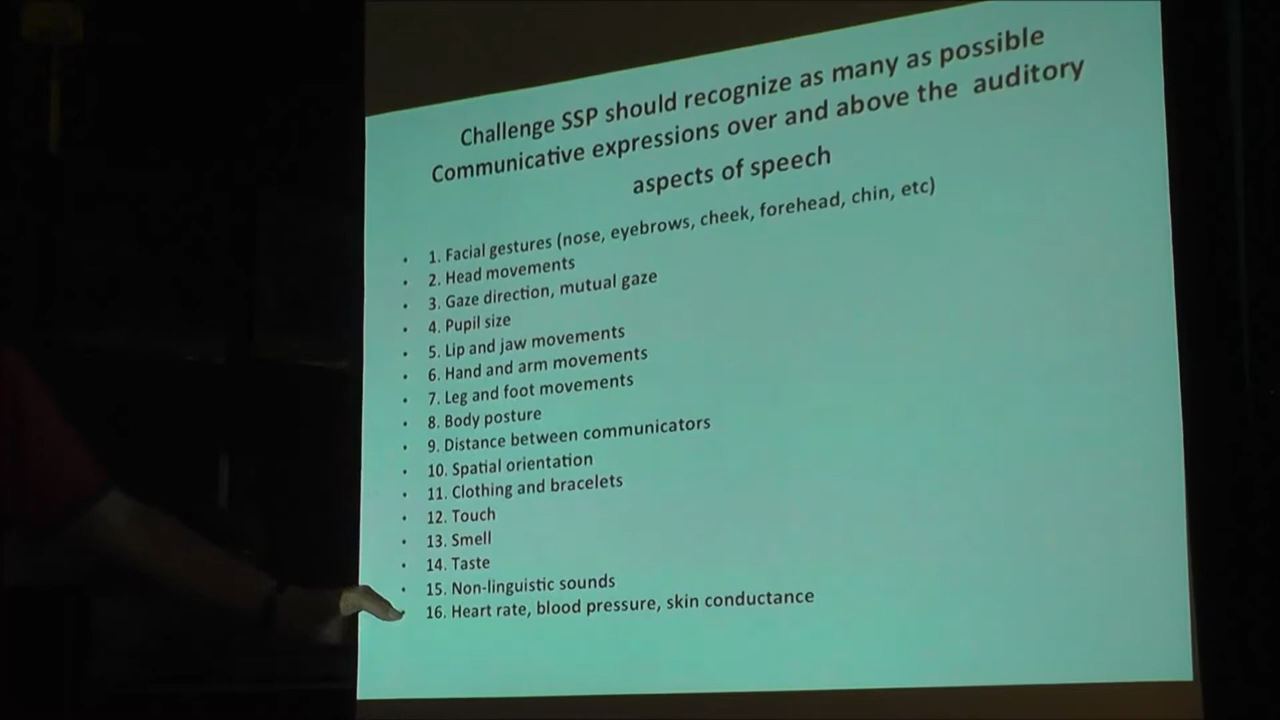 Challenge SSP should recognize as many as possible
Communicative expressions over and above the auditory
aspects of speech
• 1. Facial gestures (nose, eyebrows, cheek, forehead, chin, etc)
• 2. Head movements
• 3. Gaze direction, mutual gaze
• 4. Pupil size
• 5. Lip and jaw movements
• 6. Hand and arm movements
• 7. Leg and foot movements
• 8. Body posture
• 9. Distance between communicators
• 10. Spatial orientation
• 11. Clothing and bracelets
• 12. Touch
• 13. Smell
• 14. Taste
• 15. Non-linguistic sounds
• 16. Heart rate, blood pressure, skin conductance